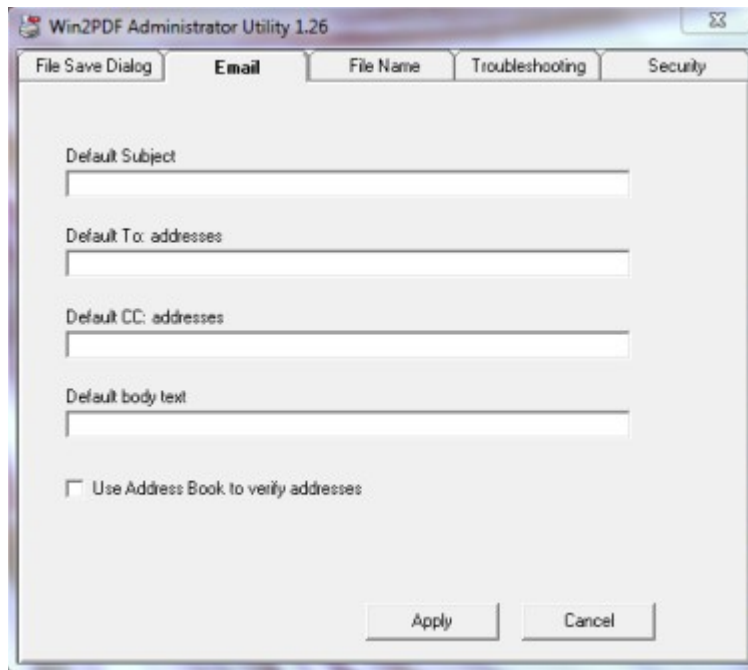 Win2PDF Administrator Utility 1.26
File Save Dialog Email File Name Troubleshooting Security
Default Subject
Default To: addresses
Default CC: addresses
Default body text
Use Address Book to verify addresses
Apply Cancel